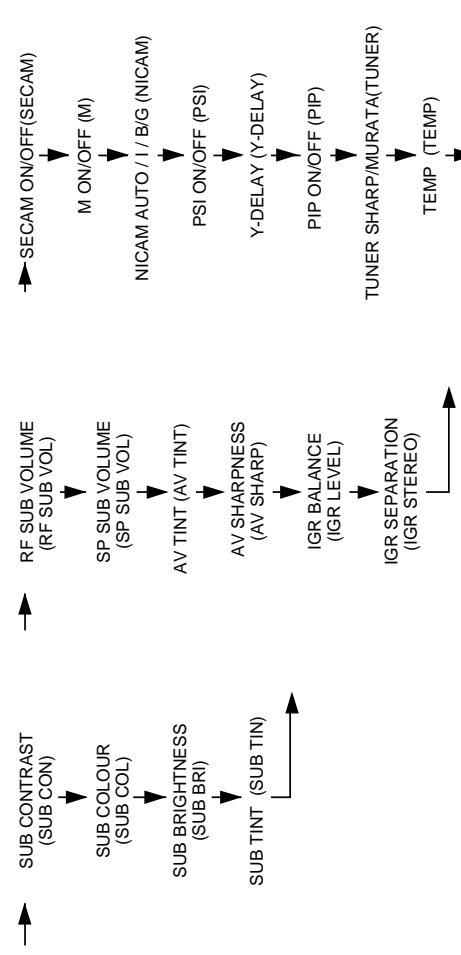 SUB CONTRAST
(SUB CON)
SUB COLOUR
(SUB COL)
SUB BRIGHTNESS
(SUB BRI)
SUB TINT (SUB TIN)
RF SUB VOLUME
(RF SUB VOL)
SP SUB VOLUME
(SP SUB VOL)
AV TINT (AV TINT)
AV SHARPNESS
(AV SHARP)
IGR BALANCE
(IGR LEVEL)
IGR SEPARATION
(IGR STEREO)
SECAM ON/OFF(SECAM)
M ON/OFF (M)
NICAM AUTO / I / B/G (NICAM)
PSI ON/OFF (PSI)
Y-DELAY (Y-DELAY)
PIP ON/OFF (PIP)
TUNER SHARP/MURATA(TUNER)
TEMP (TEMP)